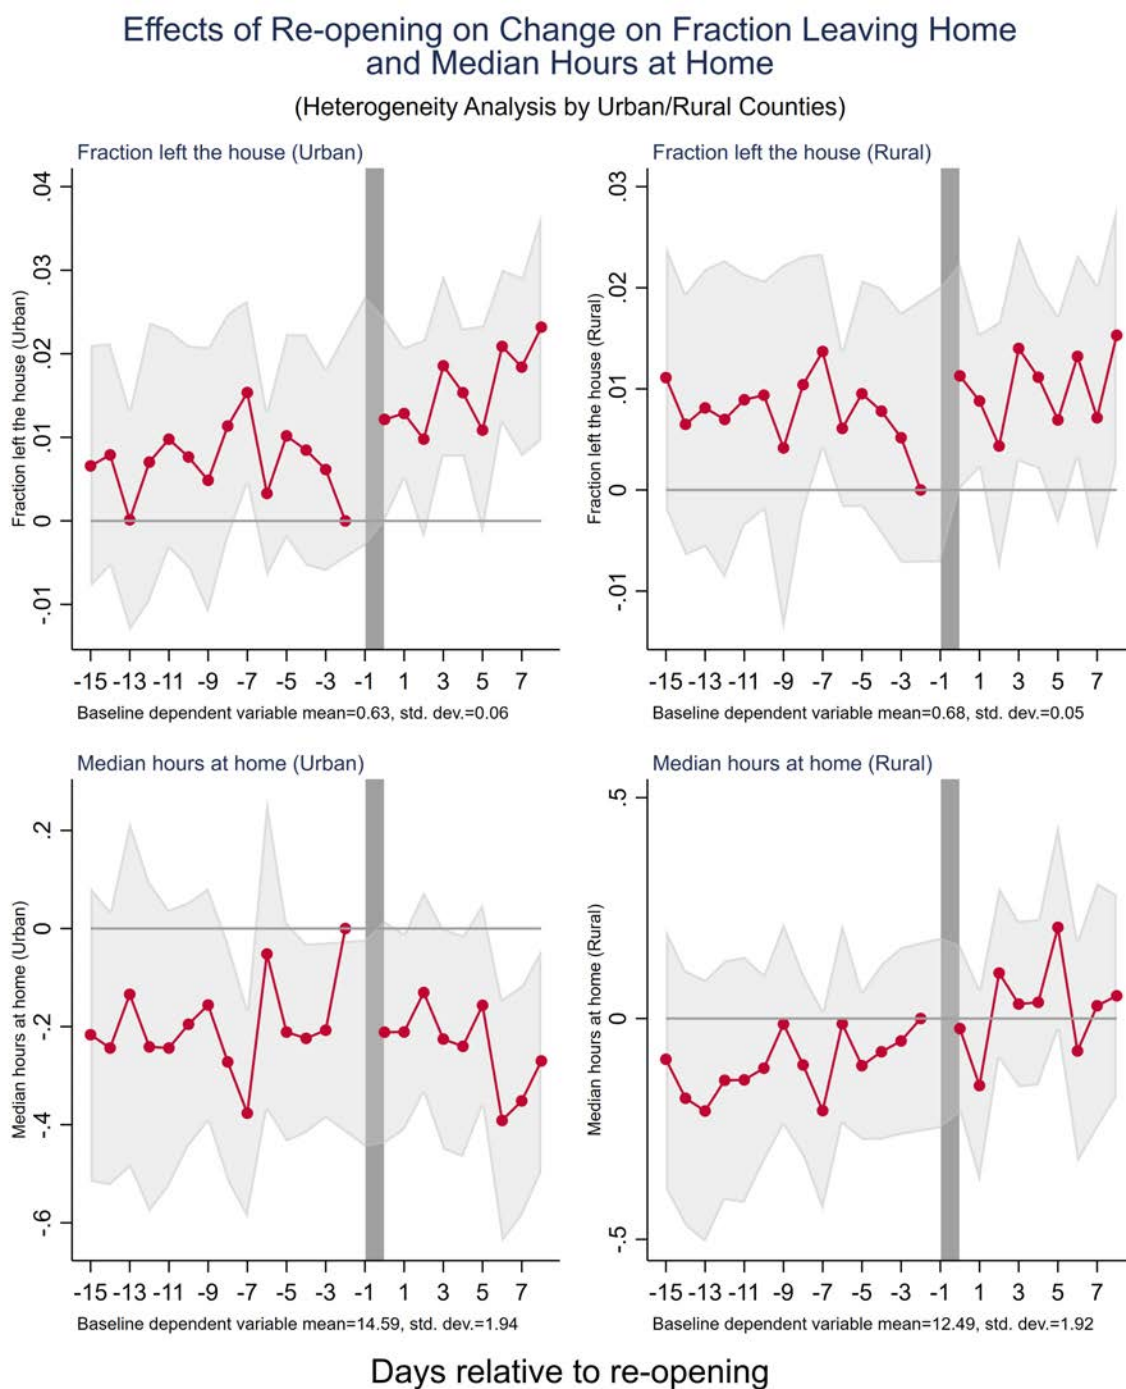 Effects of Re-opening on Change on Fraction Leaving Home
and Median Hours at Home
(Heterogeneity Analysis by Urban/Rural Counties)
Fraction left the house (Urban)
Fraction left the house (Urban)
.04
.03
.02
.01
0
-.01
-15 -13 -11 -9 -7 -5 -3 -1 1 3 5 7
Baseline dependent variable mean=0.63, std. dev.=0.06
Fraction left the house (Rural)
Fraction left the house (Rural)
.03
.02
.01
0
-.01
-15 -13 -11 -9 -7 -5 -3 -1 1 3 5 7
Baseline dependent variable mean=0.68, std. dev.=0.05
Median hours at home (Urban)
Median hours at home (Urban)
.2
0
-.2
-.4
-.6
-15 -13 -11 -9 -7 -5 -3 -1 1 3 5 7
Baseline dependent variable mean=14.59, std. dev.=1.94
Median hours at home (Rural)
Median hours at home (Rural)
.5
0
-.5
-15 -13 -11 -9 -7 -5 -3 -1 1 3 5 7
Baseline dependent variable mean=12.49, std. dev.=1.92
Days relative to re-opening